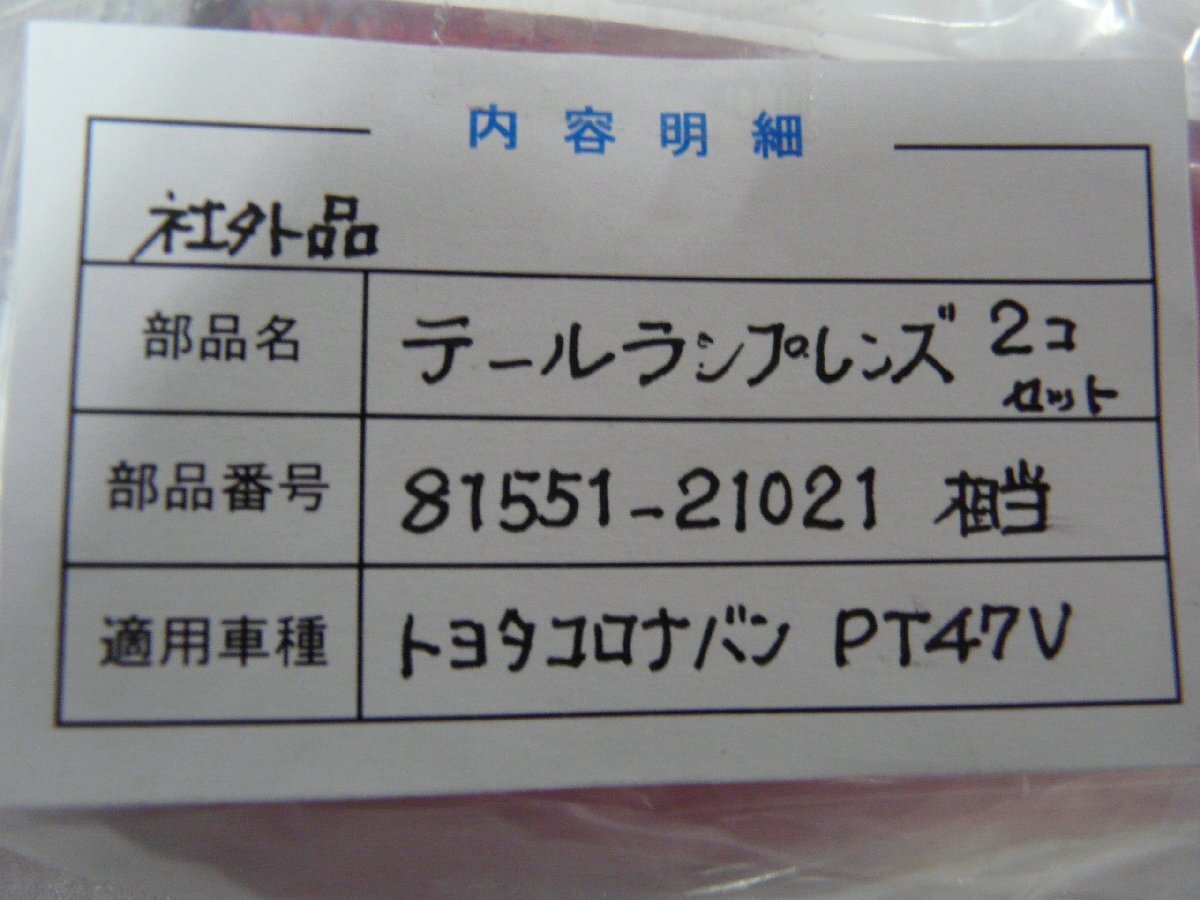 内容明細
社外品
部品名 テールランプレンズ 2コ
セット
部品番号 81551-21021 相当
適用車種 トヨタコロナバン PT47V